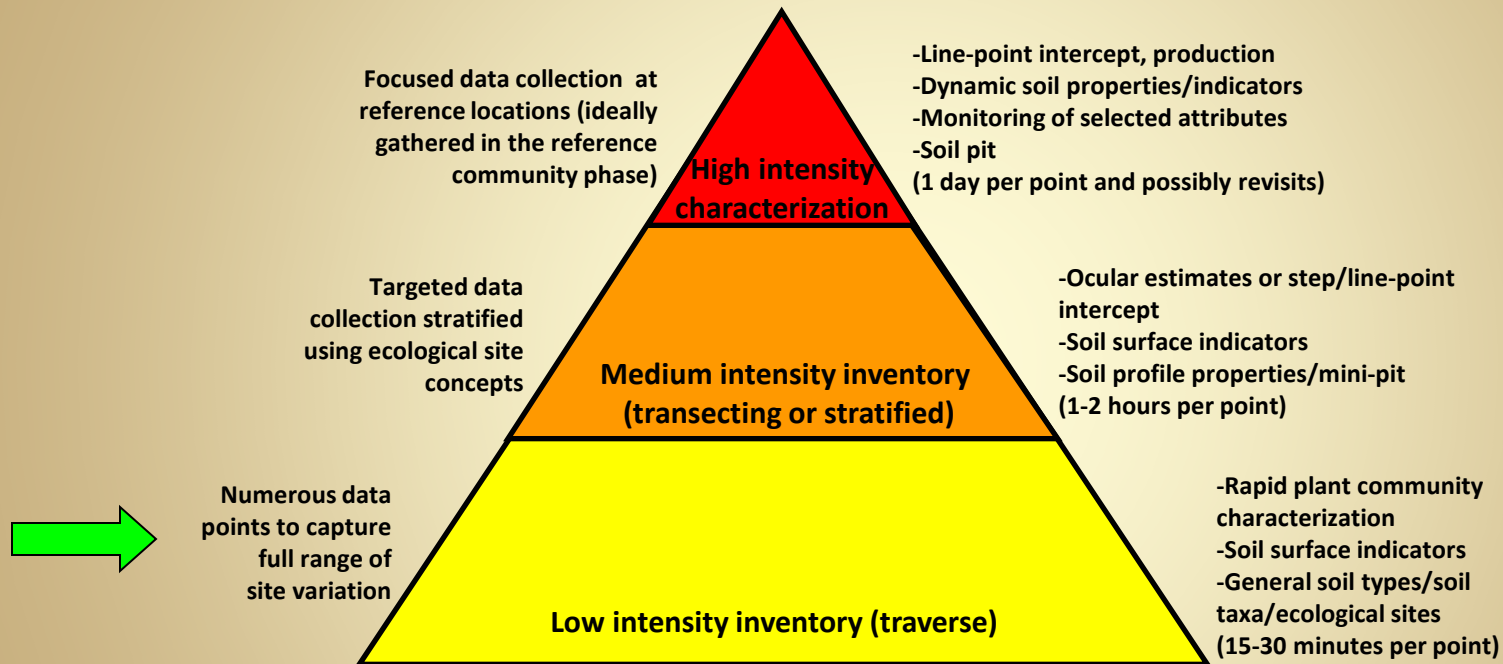 Focused data collection at
reference locations (ideally
gathered in the reference
community phase)
High intensity
characterization
-Line-point intercept, production
-Dynamic soil properties/indicators
-Monitoring of selected attributes
-Soil pit
(1 day per point and possibly revisits)
Targeted data
collection stratified
using ecological site
concepts
Medium intensity inventory
(transecting or stratified)
-Ocular estimates or step/line-point
intercept
-Soil surface indicators
-Soil profile properties/mini-pit
(1-2 hours per point)
Numerous data
points to capture
full range of
site variation
Low intensity inventory (traverse)
-Rapid plant community
characterization
-Soil surface indicators
-General soil types/soil
taxa/ecological sites
(15-30 minutes per point)